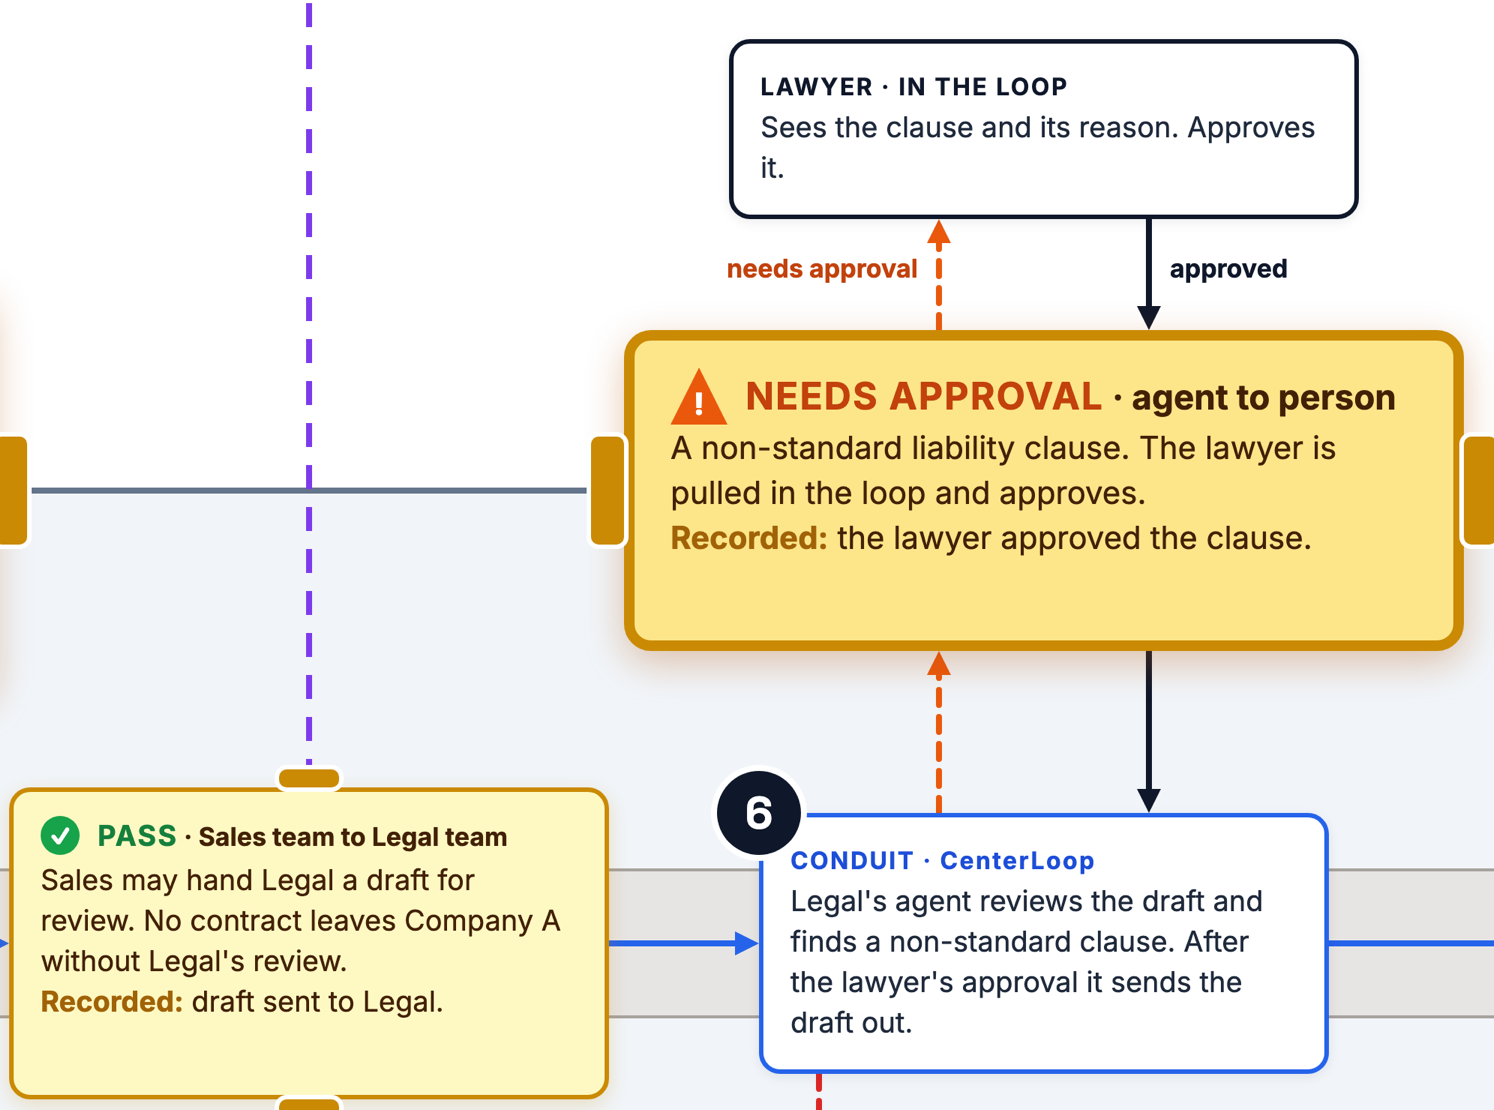 LAWYER · IN THE LOOP
Sees the clause and its reason. Approves
it.
needs approval
approved
! NEEDS APPROVAL · agent to person
A non-standard liability clause. The lawyer is
pulled in the loop and approves.
Recorded: the lawyer approved the clause.
PASS · Sales team to Legal team
Sales may hand Legal a draft for
review. No contract leaves Company A
without Legal's review.
Recorded: draft sent to Legal.
6
CONDUIT · CenterLoop
Legal's agent reviews the draft and
finds a non-standard clause. After
the lawyer's approval it sends the
draft out.